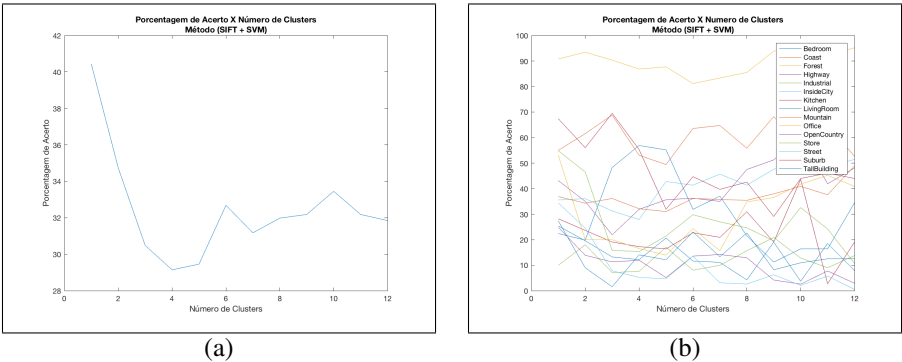 Porcentagem de Acerto X Número de Clusters
Método (SIFT + SVM)
Porcentagem de Acerto
42
40
38
36
34
32
30
28
0 2 4 6 8 10 12
Número de Clusters
(a)
Porcentagem de Acerto X Numero de Clusters
Método (SIFT + SVM)
Porcentagem de Acerto
100
90
80
70
60
50
40
30
20
10
0
0 2 4 6 8 10 12
Número de Clusters
Bedroom
Coast
Forest
Highway
Industrial
InsideCity
Kitchen
LivingRoom
Mountain
Office
OpenCountry
Store
Street
Suburb
TallBuilding
(b)